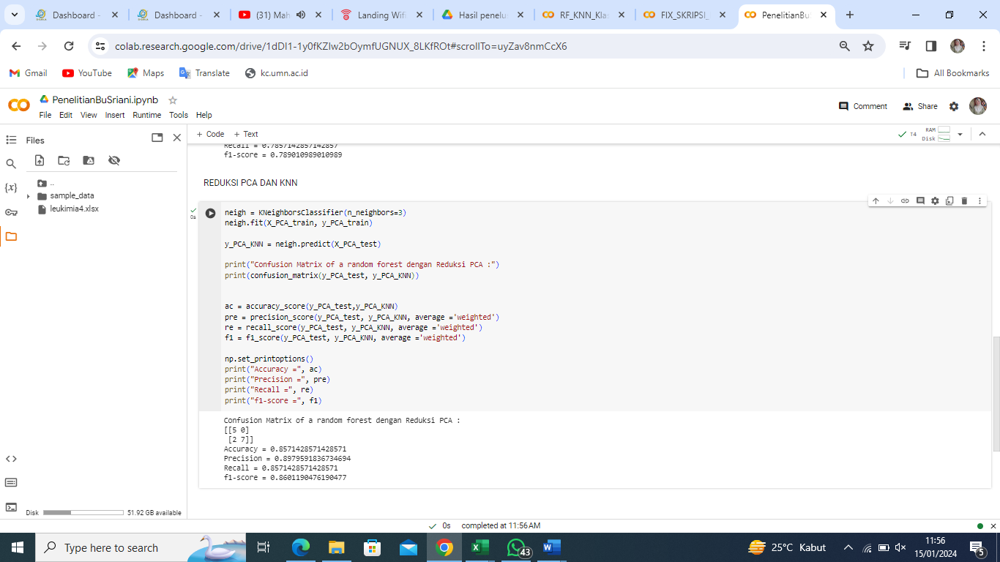 Dashboard -
Dashboard -
(31) Mah
Landing Wifi
Hasil penelu
RF_KNN_Kla
FIX_SKRIPSI_
PenelitianBu
colab.research.google.com/drive/1dDI1-1y0fKZIw2bOymfUGNUX_8LKfROt#scrollTo=uyZav8nmCcX6
Gmail
YouTube
Maps
Translate
kc.umn.ac.id
All Bookmarks
PenelitianBuSriani.ipynb
File Edit View Insert Runtime Tools Help
Comment
Share
Files
+ Code + Text
T4
RAM
Disk
..
sample_data
leukimia4.xlsx
{x}
Recall = 0.7857142857142857
f1-score = 0.789010989010989
REDUKSI PCA DAN KNN
0s
neigh = KNeighborsClassifier(n_neighbors=3)
neigh.fit(X_PCA_train, y_PCA_train)
y_PCA_KNN = neigh.predict(X_PCA_test)
print("Confusion Matrix of a random forest dengan Reduksi PCA :")
print(confusion_matrix(y_PCA_test, y_PCA_KNN))
ac = accuracy_score(y_PCA_test,y_PCA_KNN)
pre = precision_score(y_PCA_test, y_PCA_KNN, average ='weighted')
re = recall_score(y_PCA_test, y_PCA_KNN, average ='weighted')
f1 = f1_score(y_PCA_test, y_PCA_KNN, average ='weighted')
np.set_printoptions()
print("Accuracy =", ac)
print("Precision =", pre)
print("Recall =", re)
print("f1-score =", f1)
Confusion Matrix of a random forest dengan Reduksi PCA :
[[5 0]
[2 7]]
Accuracy = 0.8571428571428571
Precision = 0.8979591836734694
Recall = 0.8571428571428571
f1-score = 0.8601190476190477
Disk
51.92 GB available
0s completed at 11:56 AM
Type here to search
43
25°C Kabut
11:56
15/01/2024
5